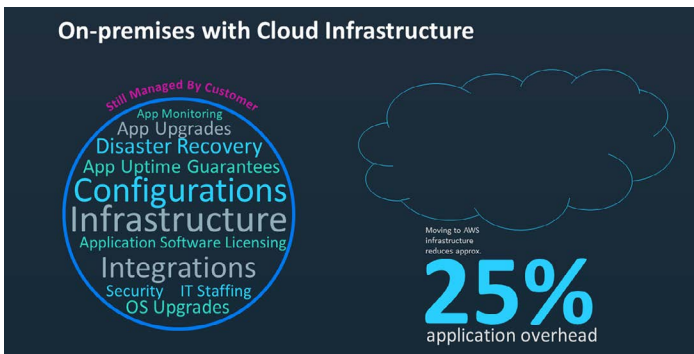 On-premises with Cloud Infrastructure
Still Managed By Customer
App Monitoring
App Upgrades
Disaster Recovery
App Uptime Guarantees
Configurations
Infrastructure
Application Software Licensing
Integrations
Security IT Staffing
OS Upgrades
Moving to AWS
infrastructure
reduces approx.
25%
application overhead